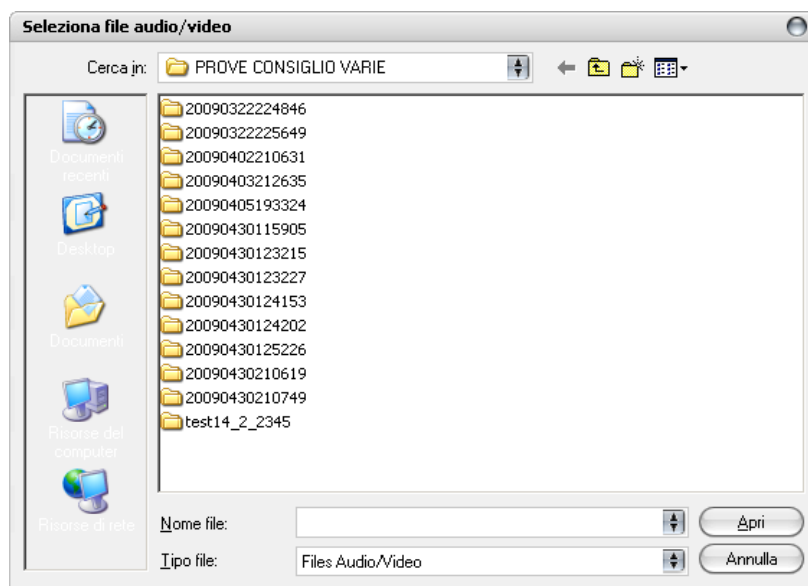 Seleziona file audio/video
Cerca in: PROVE CONSIGLIO VARIE
Documenti
recenti
Desktop
Documenti
Risorse del
computer
Risorse di rete
20090322224846
20090322225649
20090402210631
20090403212635
20090405193324
20090430115905
20090430123215
20090430123227
20090430124153
20090430124202
20090430125226
20090430210619
20090430210749
test14_2_2345
Nome file: Apri
Tipo file: Files Audio/Video Annulla